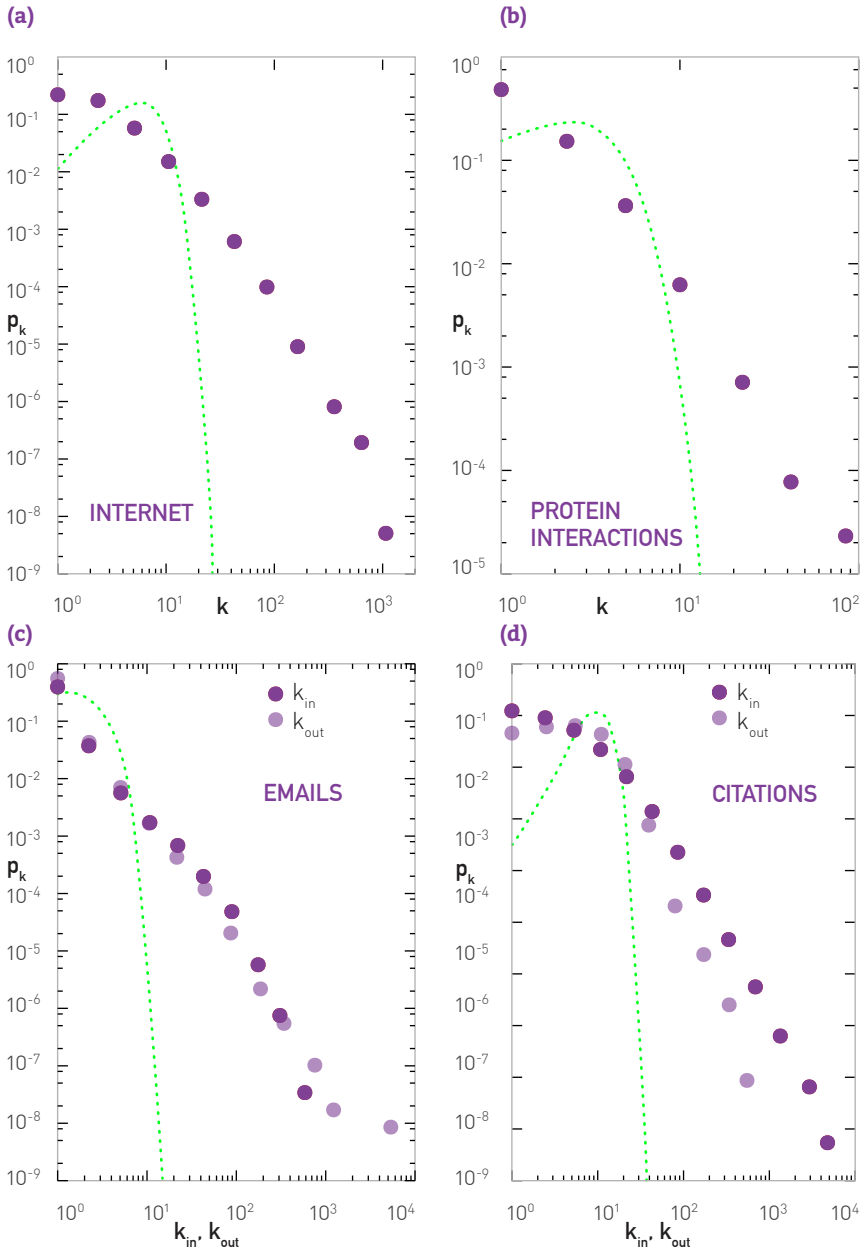 (a)
10⁰
10⁻¹
10⁻²
10⁻³
10⁻⁴
p_k
10⁻⁵
10⁻⁶
10⁻⁷
10⁻⁸
10⁻⁹
INTERNET
10⁰ 10¹ 10² 10³
k
(b)
10⁰
10⁻¹
10⁻²
p_k
10⁻³
10⁻⁴
10⁻⁵
PROTEIN
INTERACTIONS
10⁰ 10¹ 10²
k
(c)
10⁰
10⁻¹
10⁻²
10⁻³
p_k
10⁻⁴
10⁻⁵
10⁻⁶
10⁻⁷
10⁻⁸
10⁻⁹
k_in
k_out
EMAILS
10⁰ 10¹ 10² 10³ 10⁴
k_in, k_out
(d)
10⁰
10⁻¹
10⁻²
10⁻³
p_k
10⁻⁴
10⁻⁵
10⁻⁶
10⁻⁷
10⁻⁸
10⁻⁹
k_in
k_out
CITATIONS
10⁰ 10¹ 10² 10³ 10⁴
k_in, k_out